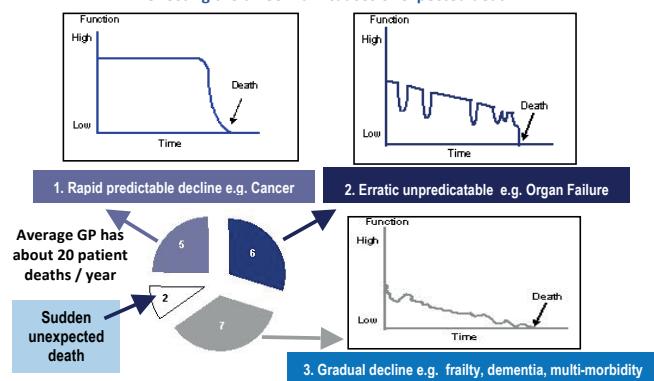 Function
High
Death
Low
Time
Function
High
Death
Low
Time
1. Rapid predictable decline e.g. Cancer
2. Erratic unpredicatable e.g. Organ Failure
Average GP has
about 20 patient
deaths / year
5
6
2
7
Sudden
unexpected
death
Function
High
Death
Low
Time
3. Gradual decline e.g. frailty, dementia, multi-morbidity